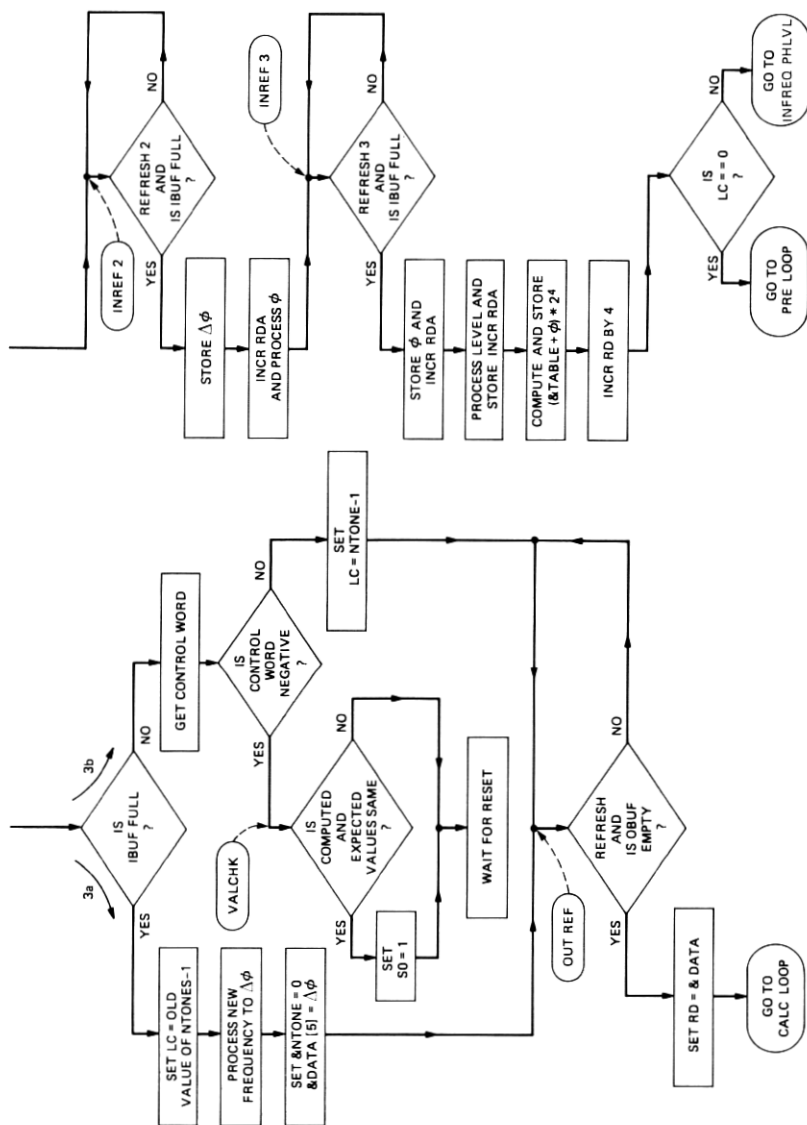 3a
3b
IS
IBUF FULL
?
YES
NO
SET LC = OLD
VALUE OF NTONES-1
PROCESS NEW
FREQUENCY TO Δϕ
SET &NTONE = 0
&DATA [5] = Δϕ
GET CONTROL WORD
IS
CONTROL
WORD
NEGATIVE
?
YES
NO
VALCHK
IS
COMPUTED
AND
EXPECTED
VALUES SAME
?
YES
NO
SET
S0 = 1
WAIT FOR RESET
SET
LC = NTONE-1
OUT REF
REFRESH
AND
IS OBUF
EMPTY
?
YES
NO
SET RD = & DATA
GO TO
CALC LOOP
INREF 2
REFRESH 2
AND
IS IBUF FULL
?
YES
NO
STORE Δϕ
INCR RDA
AND PROCESS ϕ
INREF 3
REFRESH 3
AND
IS IBUF FULL
?
YES
NO
STORE ϕ AND
INCR RDA
PROCESS LEVEL AND
STORE INCR RDA
COMPUTE AND STORE
(&TABLE + ϕ) * 2⁴
INCR RD BY 4
IS
LC = = 0
?
YES
NO
GO TO
PRE LOOP
GO TO
INFREQ PHLVL